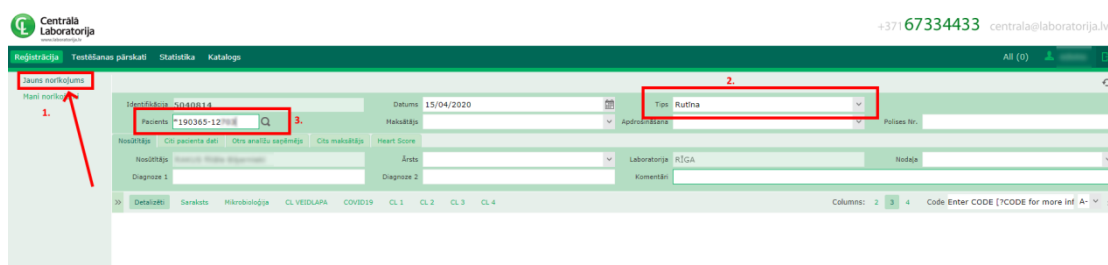 Centrālā
Laboratorija
www.laboratorija.lv
+371 67334433 centrala@laboratorija.lv
Reģistrācija Testēšanas pārskati Statistika Katalogs All (0)
Jauns norīkojums
Mani norīkojumi
1.
2.
Identifikācija 5040814 Datums 15/04/2020 Tips Rutīna
Pacients *190365-12 3. Maksātājs Apdrošināšana Polises Nr.
Nosūtītājs Citi pacienta dati Otrs analīžu saņēmējs Cits maksātājs Heart Score
Nosūtītājs Ārsts Laboratorija RĪGA Nodaļa
Diagnoze 1 Diagnoze 2 Komentāri
>> Detalizēti Saraksts Mikrobioloģija CL VEIDLAPA COVID19 CL 1 CL 2 CL 3 CL 4 Columns: 2 3 4 Code Enter CODE [?CODE for more inf A-